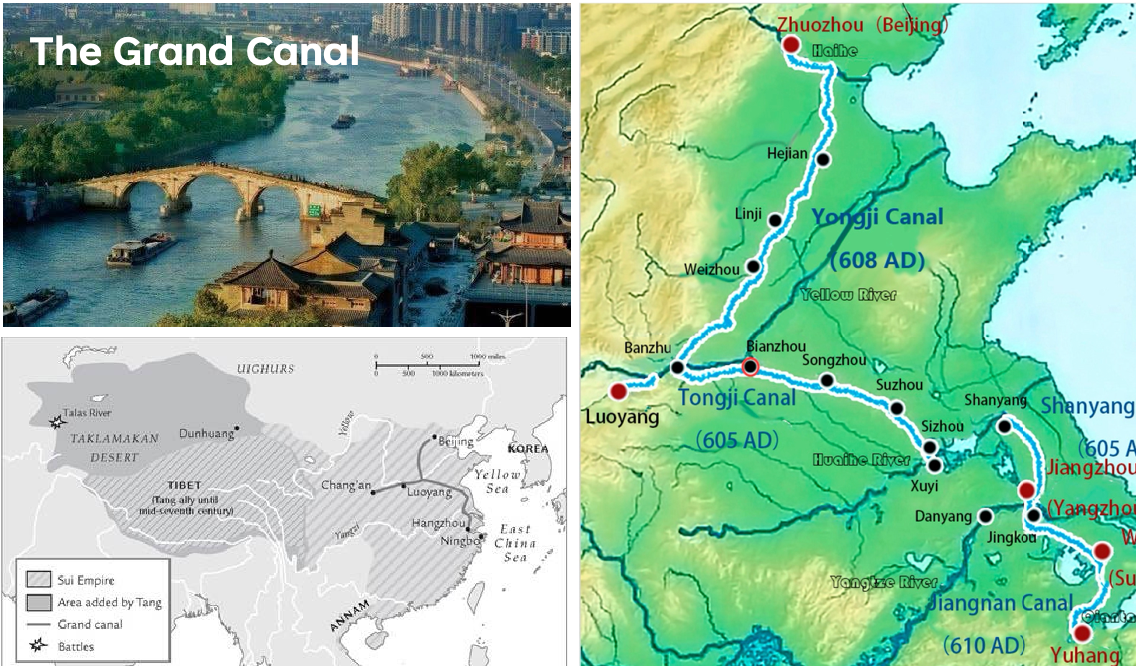 The Grand Canal
UIGHURS
0 500 1000 miles
0 500 1000 kilometers
Talas River
TAKLAMAKAN
DESERT
Dunhuang
Yellow
Beijing
KOREA
Yellow
Sea
TIBET
(Tang ally until
mid-seventh century)
Chang'an
Luoyang
Yangzi
Hangzhou
Ningbo
East
China
Sea
ANNAM
Sui Empire
Area added by Tang
Grand canal
Battles
Zhuozhou (Beijing)
Haihe
Hejian
Linji
Yongji Canal
(608 AD)
Weizhou
Yellow River
Banzhu
Bianzhou
Songzhou
Luoyang
Tongji Canal
(605 AD)
Suzhou
Shanyang
Shanyang
(605 A
Sizhou
Huaihe River
Xuyi
Jiangzhou
(Yangzhou
Danyang
Jingkou
W
(Su
Yangtze River
Jiangnan Canal
(610 AD)
Yuhang